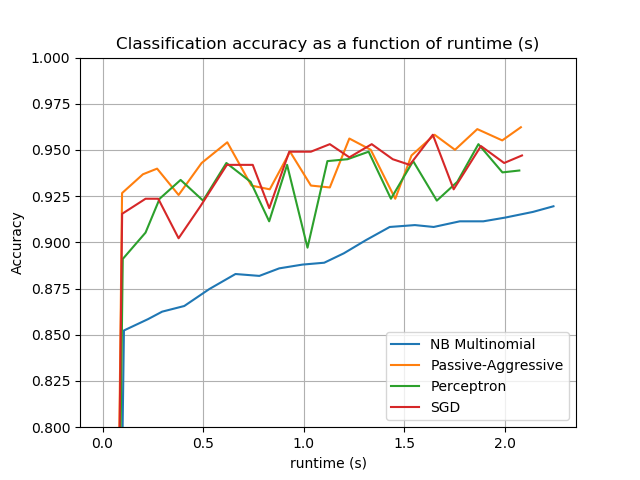 Classification accuracy as a function of runtime (s)
1.000
0.975
0.950
0.925
0.900
0.875
0.850
0.825
0.800
Accuracy
0.0 0.5 1.0 1.5 2.0
runtime (s)
NB Multinomial
Passive-Aggressive
Perceptron
SGD